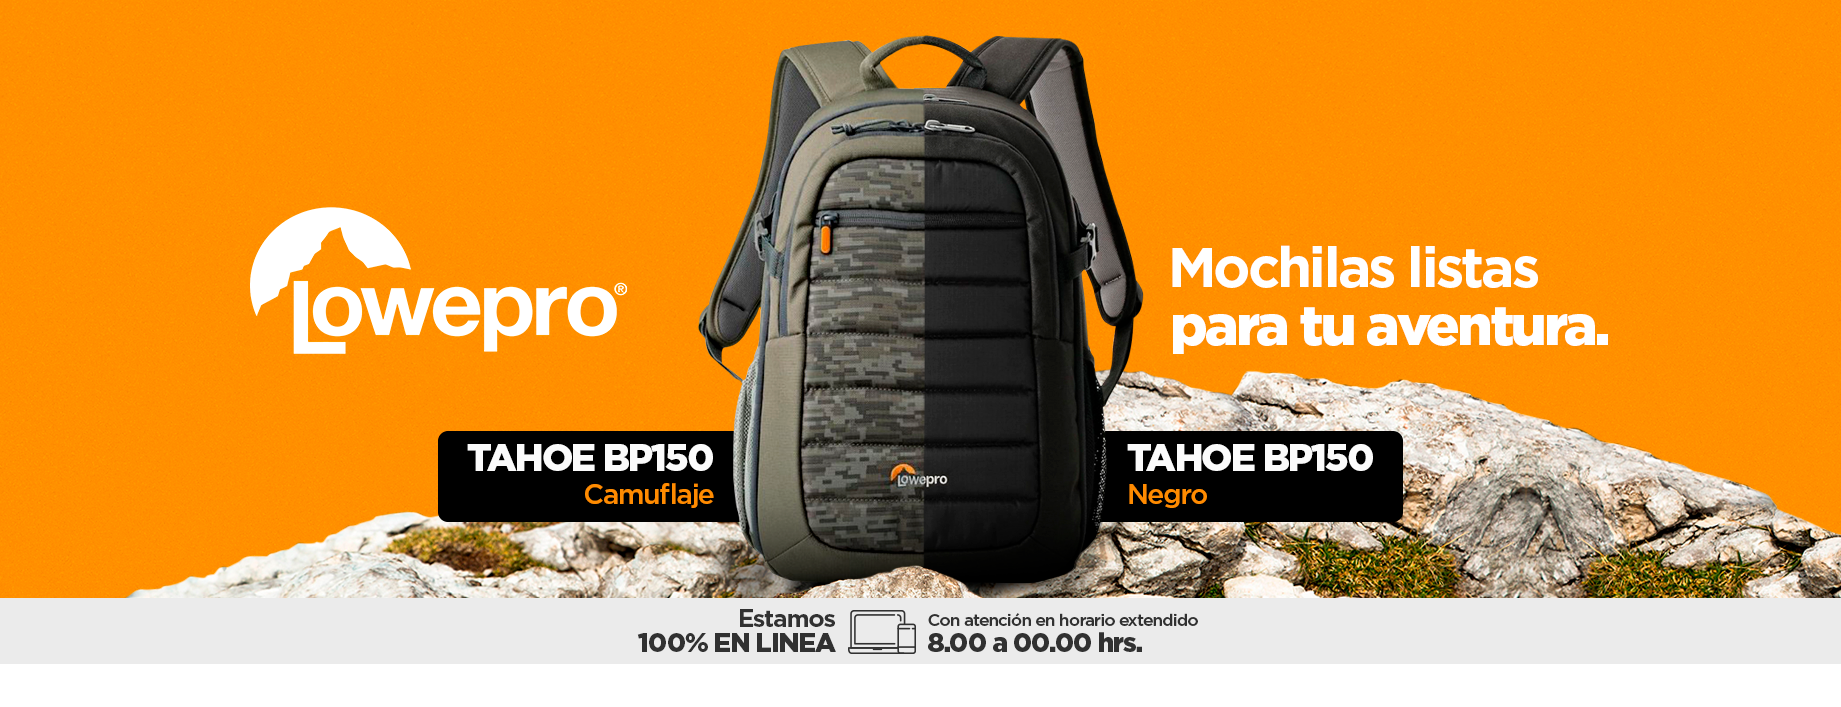 Lowepro®
Mochilas listas
para tu aventura.
TAHOE BP150
Camuflaje
Lowepro
TAHOE BP150
Negro
Estamos
100% EN LINEA
Con atención en horario extendido
8.00 a 00.00 hrs.